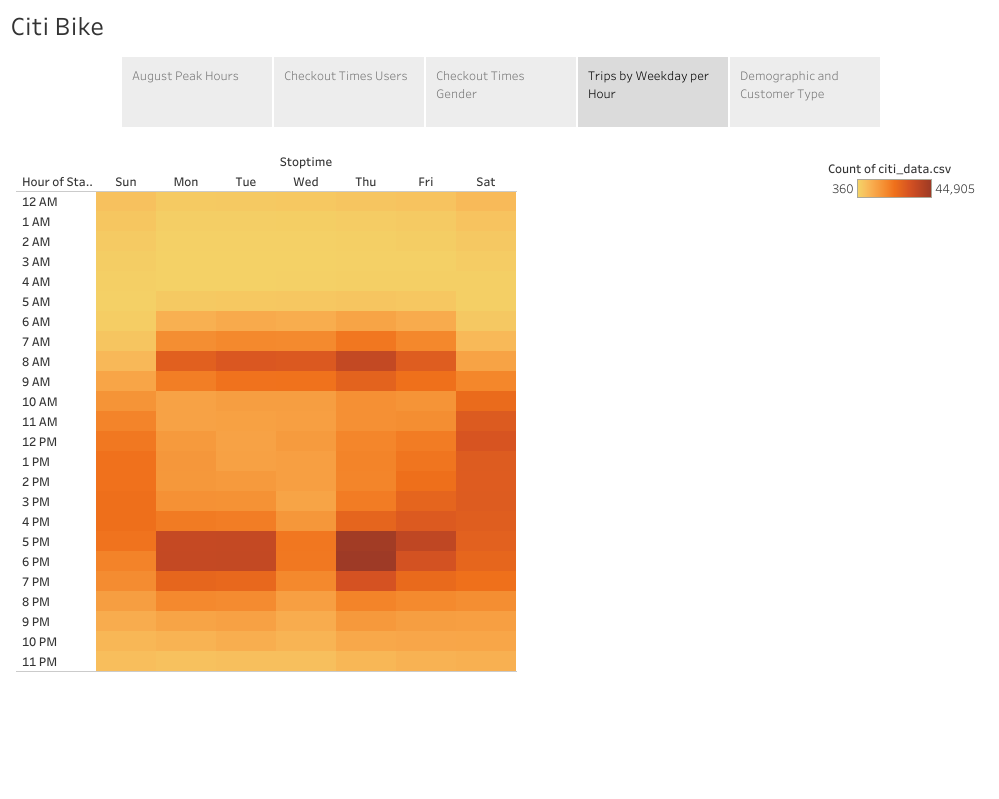 Citi Bike
August Peak Hours
Checkout Times Users
Checkout Times
Gender
Trips by Weekday per
Hour
Demographic and
Customer Type
Stoptime
Hour of Sta.. Sun Mon Tue Wed Thu Fri Sat
12 AM
1 AM
2 AM
3 AM
4 AM
5 AM
6 AM
7 AM
8 AM
9 AM
10 AM
11 AM
12 PM
1 PM
2 PM
3 PM
4 PM
5 PM
6 PM
7 PM
8 PM
9 PM
10 PM
11 PM
Count of citi_data.csv
360 44,905